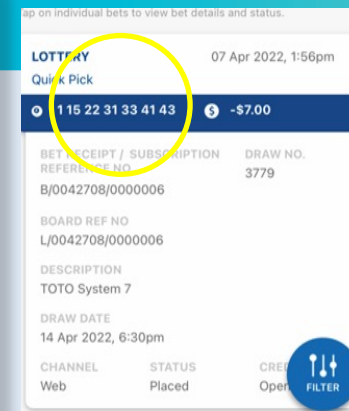 ap on individual bets to view bet details and status.
LOTTERY 07 Apr 2022, 1:56pm
Quick Pick
1 15 22 31 33 41 43 $ -$7.00
BET RECEIPT / SUBSCRIPTION DRAW NO.
REFERENCE NO 3779
B/0042708/0000006
BOARD REF NO
L/0042708/0000006
DESCRIPTION
TOTO System 7
DRAW DATE
14 Apr 2022, 6:30pm
CHANNEL STATUS CRE
Web Placed Open
FILTER